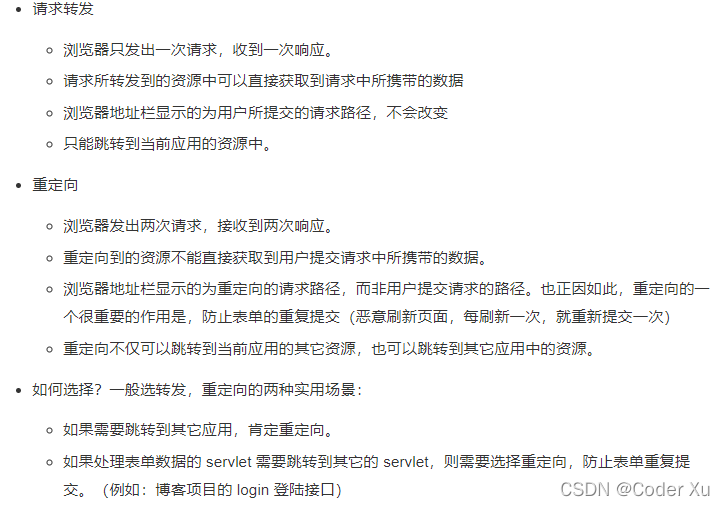 请求转发
浏览器只发出一次请求，收到一次响应。
请求所转发到的资源中可以直接获取到请求中所携带的数据
浏览器地址栏显示的为用户所提交的请求路径，不会改变
只能跳转到当前应用的资源中。
重定向
浏览器发出两次请求，接收到两次响应。
重定向到的资源不能直接获取到用户提交请求中所携带的数据。
浏览器地址栏显示的为重定向的请求路径，而非用户提交请求的路径。也正因如此，重定向的一
个很重要的作用是，防止表单的重复提交（恶意刷新页面，每刷新一次，就重新提交一次）
重定向不仅可以跳转到当前应用的其它资源，也可以跳转到其它应用中的资源。
如何选择？一般选转发，重定向的两种实用场景：
如果需要跳转到其它应用，肯定重定向。
如果处理表单数据的 servlet 需要跳转到其它的 servlet，则需要选择重定向，防止表单重复提
交。（例如：博客项目的 login 登陆接口）
CSDN @Coder Xu